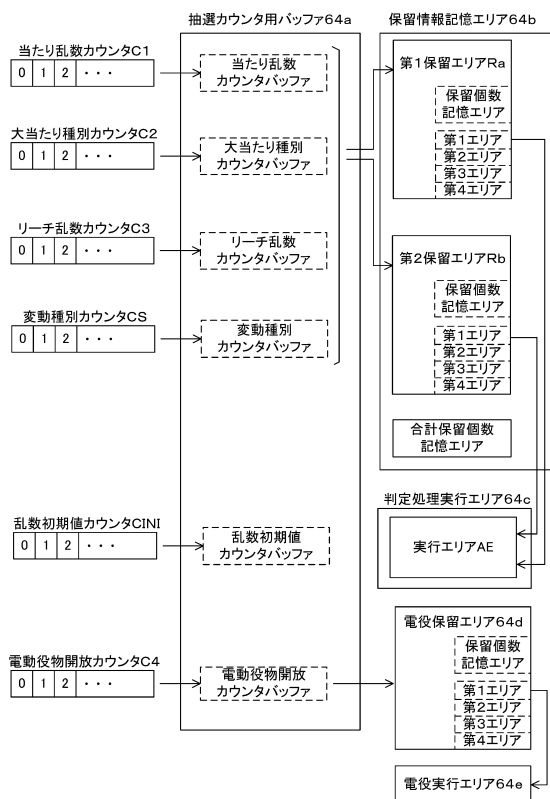 抽選カウンタ用バッファ64a
保留情報記憶エリア64b
当たり乱数カウンタC1
0 1 2 ・・・
当たり乱数
カウンタバッファ
大当たり種別カウンタC2
0 1 2 ・・・
大当たり種別
カウンタバッファ
リーチ乱数カウンタC3
0 1 2 ・・・
リーチ乱数
カウンタバッファ
変動種別カウンタCS
0 1 2 ・・・
変動種別
カウンタバッファ
乱数初期値カウンタCINI
0 1 2 ・・・
乱数初期値
カウンタバッファ
電動役物開放カウンタC4
0 1 2 ・・・
電動役物開放
カウンタバッファ
第1保留エリアRa
保留個数
記憶エリア
第1エリア
第2エリア
第3エリア
第4エリア
第2保留エリアRb
保留個数
記憶エリア
第1エリア
第2エリア
第3エリア
第4エリア
合計保留個数
記憶エリア
判定処理実行エリア64c
実行エリアAE
電役保留エリア64d
保留個数
記憶エリア
第1エリア
第2エリア
第3エリア
第4エリア
電役実行エリア64e